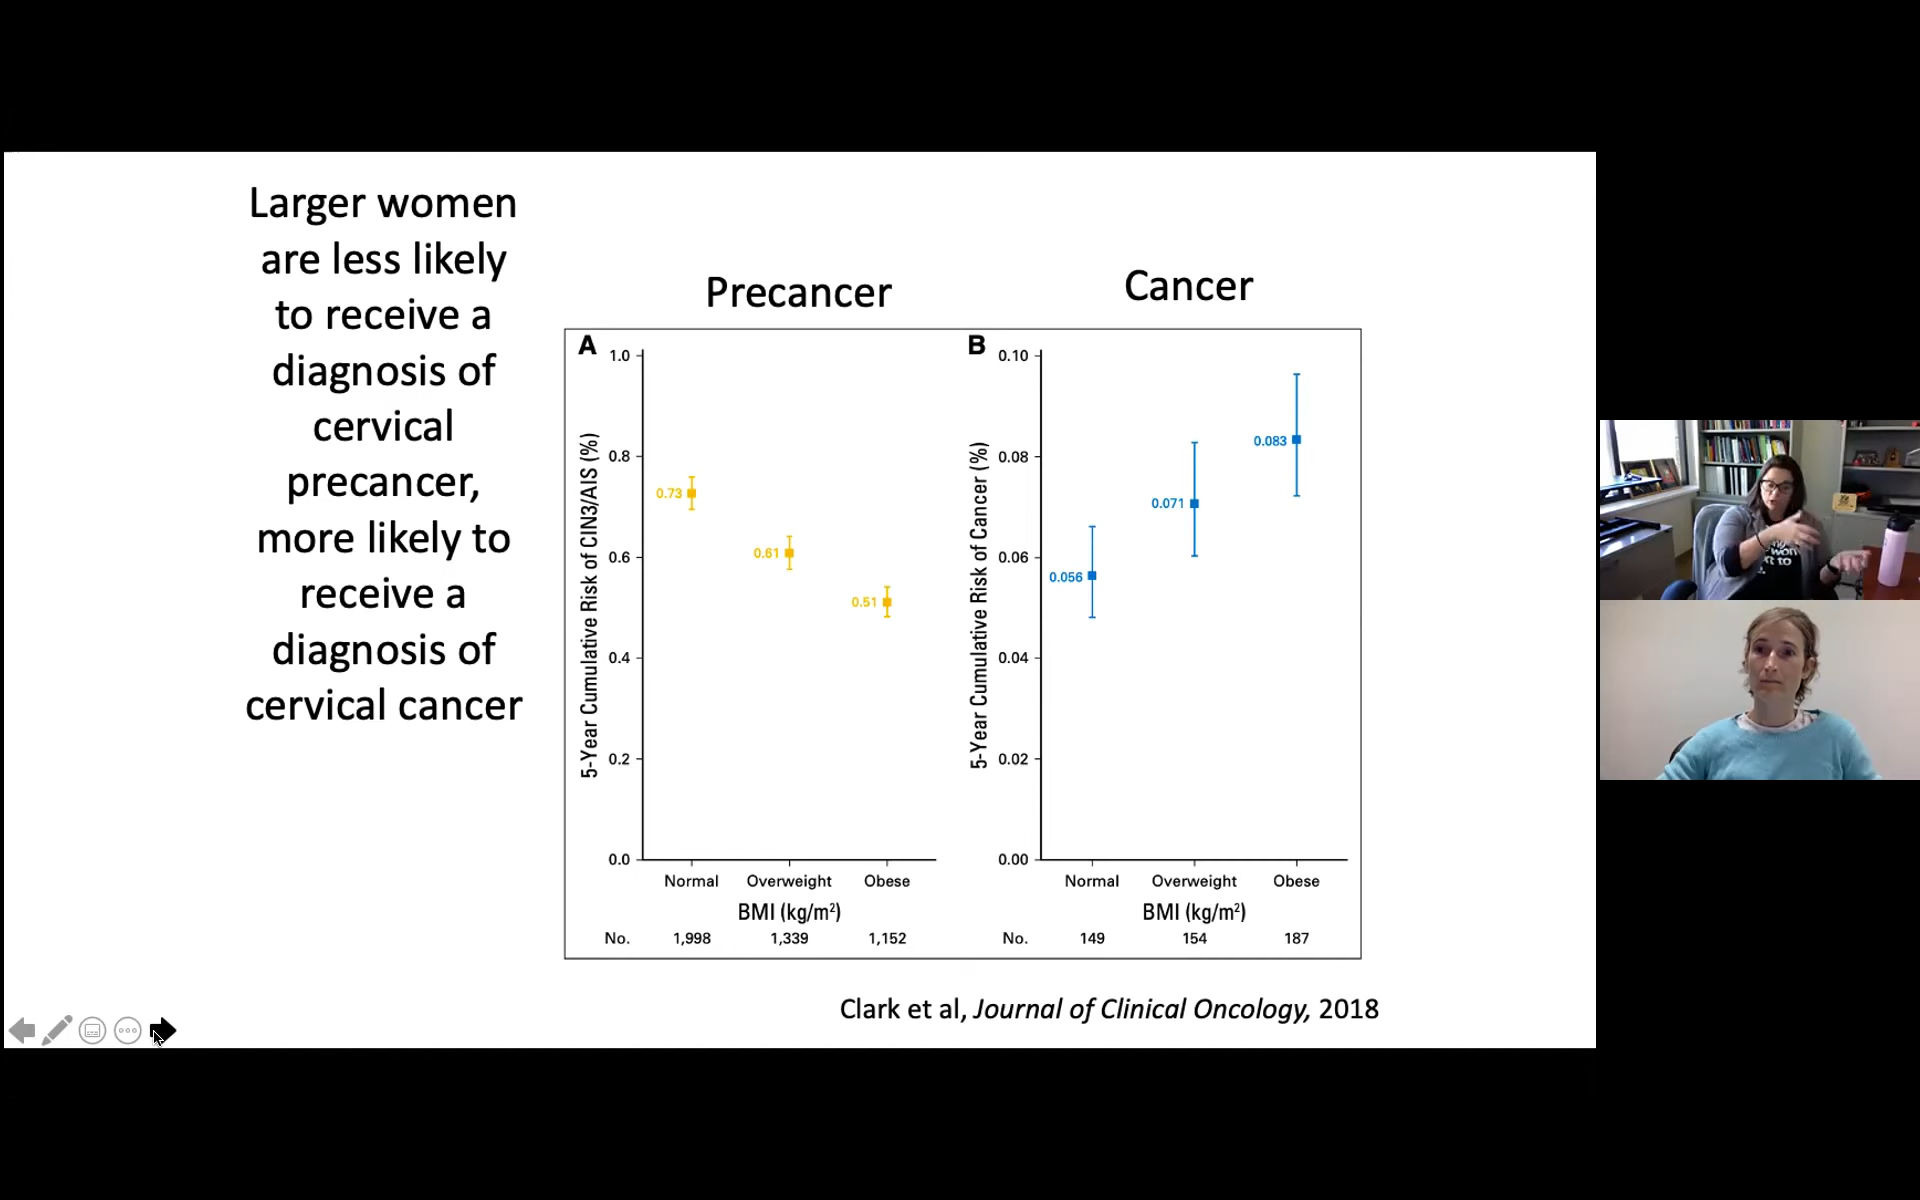 Larger women
are less likely
to receive a
diagnosis of
cervical
precancer,
more likely to
receive a
diagnosis of
cervical cancer
Precancer
A
5-Year Cumulative Risk of CIN3/AIS (%)
1.0
0.8
0.6
0.4
0.2
0.0
0.73
0.61
0.51
Normal Overweight Obese
BMI (kg/m²)
No. 1,998 1,339 1,152
Cancer
B
5-Year Cumulative Risk of Cancer (%)
0.10
0.08
0.06
0.04
0.02
0.00
0.056
0.071
0.083
Normal Overweight Obese
BMI (kg/m²)
No. 149 154 187
Clark et al, Journal of Clinical Oncology, 2018